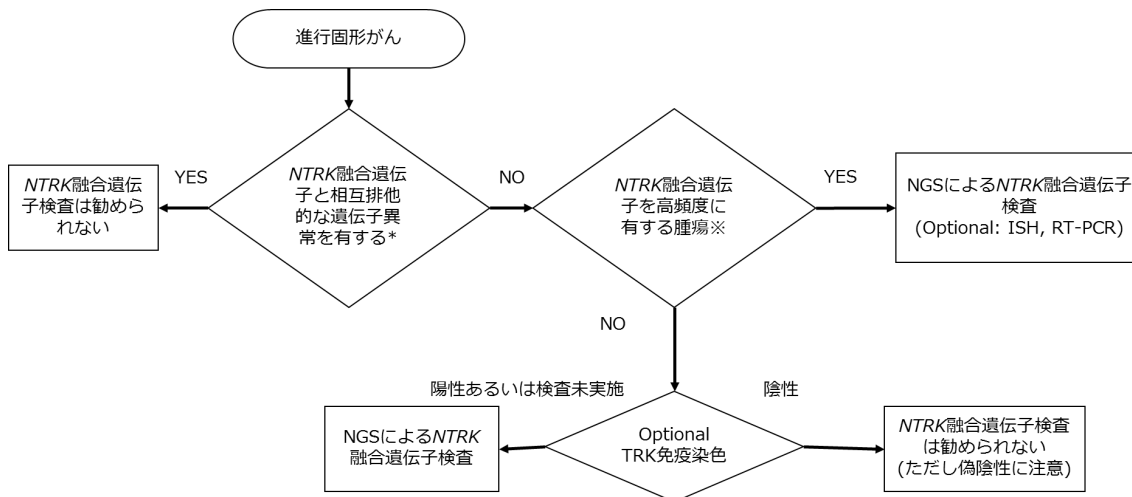 進行固形がん
YES
NTRK融合遺伝
子検査は勧めら
れない
NTRK融合遺伝
子と相互排他
的な遺伝子異
常を有する*
NO
NTRK融合遺伝
子を高頻度に
有する腫瘍※
YES
NGSによるNTRK融合遺伝子
検査
(Optional: ISH, RT-PCR)
NO
陽性あるいは検査未実施
陰性
NGSによるNTRK
融合遺伝子検査
Optional
TRK免疫染色
NTRK融合遺伝子検査
は勧められない
(ただし偽陰性に注意)